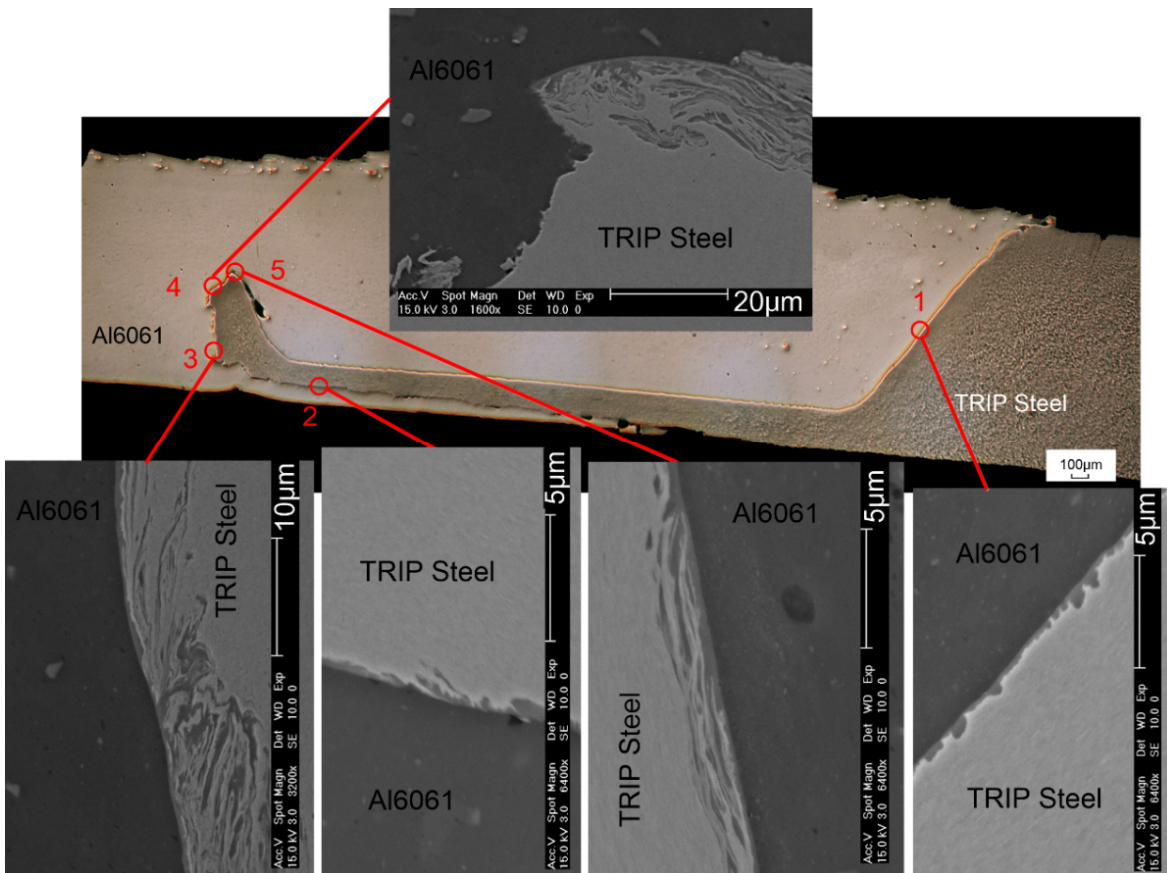 Al6061
TRIP Steel
Acc.V Spot Magn Det WD Exp
15.0 kV 3.0 1600x SE 10.0 0
20µm
4
5
1
Al6061
3
2
TRIP Steel
100µm
Al6061
TRIP Steel
10µm
Acc.V Spot Magn Det WD Exp
15.0 kV 3.0 3200x SE 10.0 0
TRIP Steel
Al6061
5µm
Acc.V Spot Magn Det WD Exp
15.0 kV 3.0 6400x SE 10.0 0
Al6061
TRIP Steel
5µm
Acc.V Spot Magn Det WD Exp
15.0 kV 3.0 6400x SE 10.0 0
Al6061
TRIP Steel
5µm
Acc.V Spot Magn Det WD Exp
15.0 kV 3.0 6400x SE 10.0 0